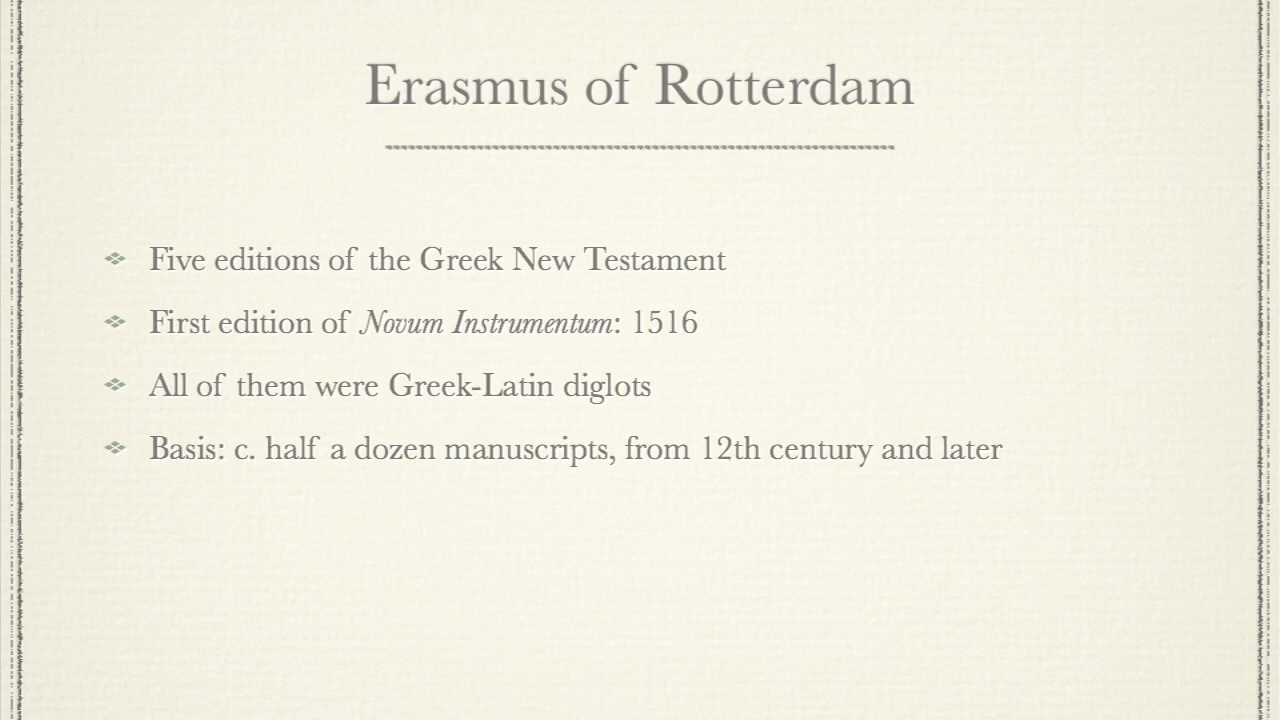 Erasmus of Rotterdam
Five editions of the Greek New Testament
First edition of Novum Instrumentum: 1516
All of them were Greek-Latin diglots
Basis: c. half a dozen manuscripts, from 12th century and later